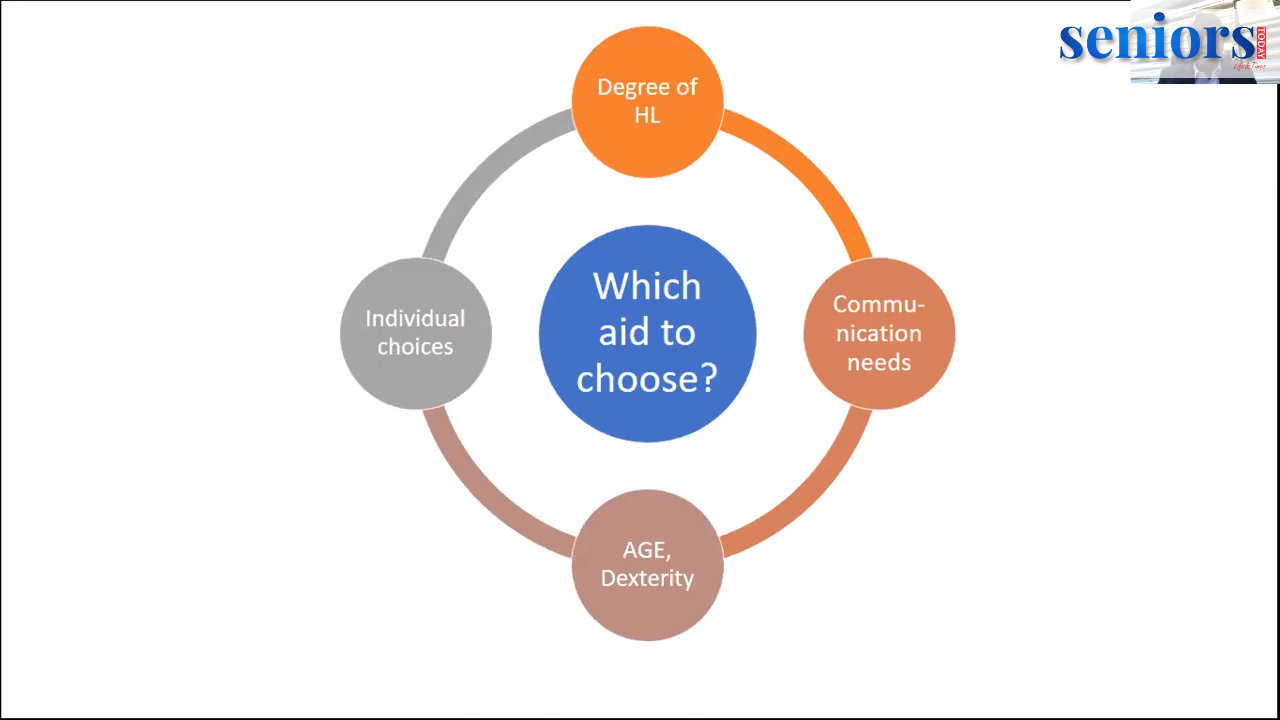 seniors
TODAY
Degree of
HL
Which
aid to
choose?
Commu-
nication
needs
Individual
choices
AGE,
Dexterity